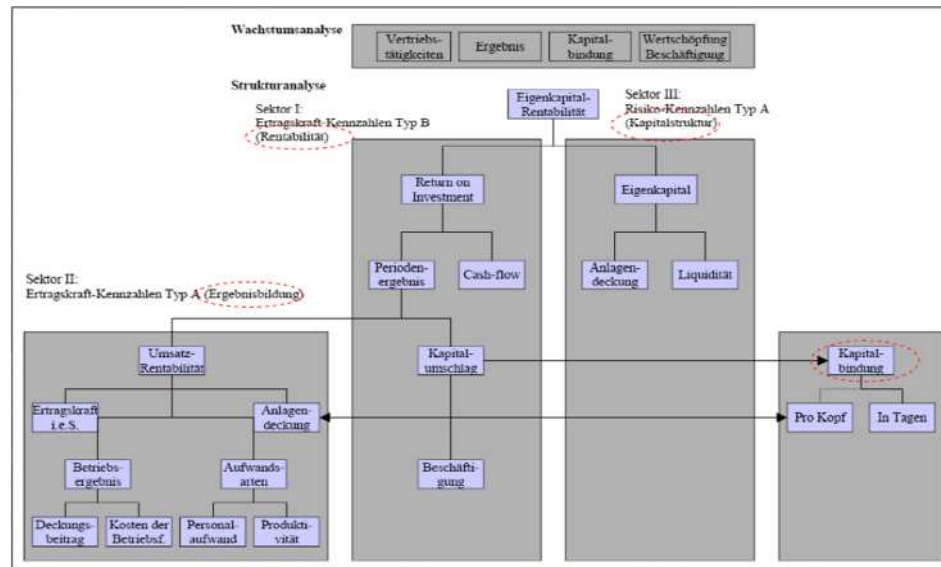 Wachstumsanalyse
Vertriebs-
tätigkeiten
Ergebnis
Kapital-
bindung
Wertschöpfung
Beschäftigung
Strukturanalyse
Sektor I:
Ertragskraft-Kennzahlen Typ B
(Rentabilität)
Eigenkapital-
Rentabilität
Sektor III:
Risiko-Kennzahlen Typ A
(Kapitalstruktur)
Return on
Investment
Eigenkapital
Perioden-
ergebnis
Cash-flow
Anlagen-
deckung
Liquidität
Sektor II:
Ertragskraft-Kennzahlen Typ A (Ergebnisbildung)
Umsatz-
Rentabilität
Kapital-
umschlag
Kapital-
bindung
Ertragskraft
i.e.S.
Anlagen-
deckung
Pro Kopf
In Tagen
Betriebs-
ergebnis
Aufwands-
arten
Beschäfti-
gung
Deckungs-
beitrag
Kosten der
Betriebsf.
Personal-
aufwand
Produkti-
vität